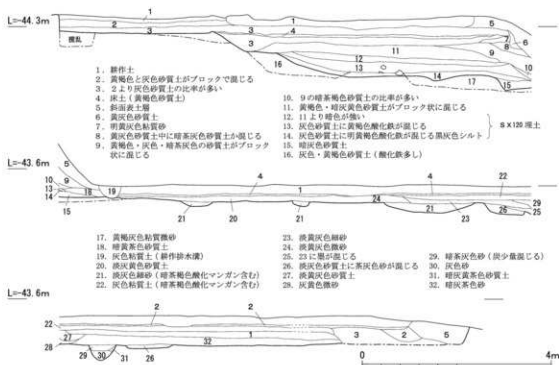 L=-44.3m
撹乱
1. 耕作土
2. 黄褐色と灰色砂質土がブロックで混じる
3. 2より灰色砂質土の比率が多い
4. 床土(黄褐色砂質土)
5. 斜面表土層
6. 黄灰色砂質土
7. 明黄灰色粘質砂
8. 黄灰色砂質土中に暗茶灰色砂質土が混じる
9. 黄褐色・灰色・暗茶灰色の砂質土がブロック状に混じる
10. 9の暗茶褐色砂質土の比率が多い
11. 黄褐色・暗灰色砂質土がブロック状に混じる
12. 11より暗色が強い
13. 灰色砂質土に黄褐色酸化鉄が混じる
14. 灰色砂質土に明黄褐色酸化鉄が混じる黒灰色シルト
15. 暗灰色砂質土
16. 灰色・黄褐色砂質土(酸化鉄多し)
SX120埋土
L=-43.6m
17. 黄褐灰色粘質微砂
18. 暗黄茶色砂質土
19. 灰色粘質土(耕作排水溝)
20. 淡灰黄色砂質土
21. 淡灰色細砂(暗茶褐色酸化マンガン含む)
22. 灰色粘質土(暗茶褐色酸化マンガン含む)
23. 淡黄灰色細砂
24. 淡黄灰色微砂
25. 23に墨が混じる
26. 淡灰色砂質土に茶灰色砂が混じる
27. 淡黄灰色砂質土
28. 灰黄色微砂
29. 暗茶灰色砂(炭少量混じる)
30. 灰色砂
31. 暗灰黄茶色砂質土
32. 暗灰茶色土
L=-43.6m
0 4m